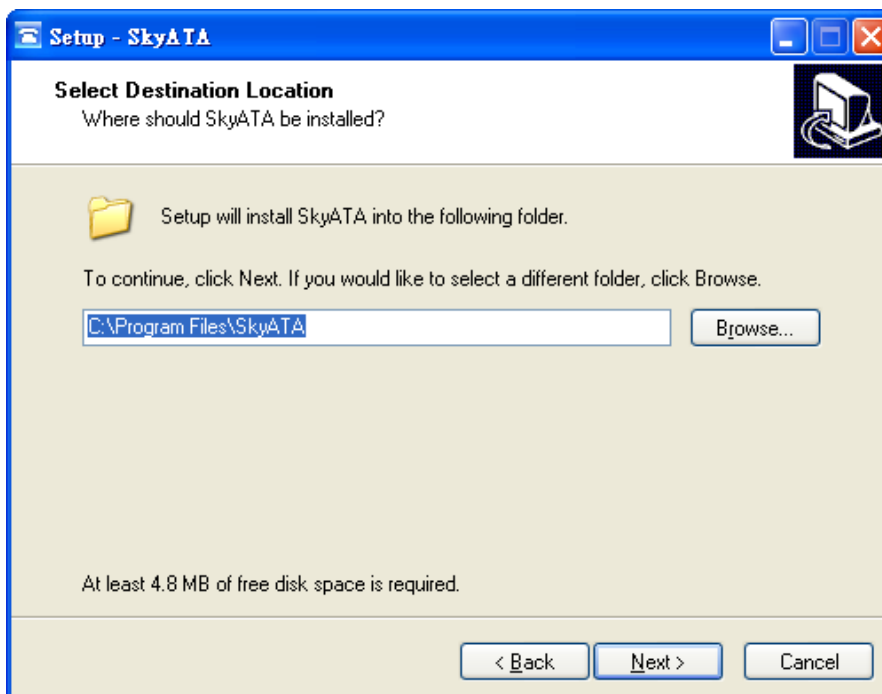 Setup - SkyATA
Select Destination Location
Where should SkyATA be installed?
Setup will install SkyATA into the following folder.
To continue, click Next. If you would like to select a different folder, click Browse.
C:\Program Files\SkyATA
Browse...
At least 4.8 MB of free disk space is required.
< Back
Next >
Cancel